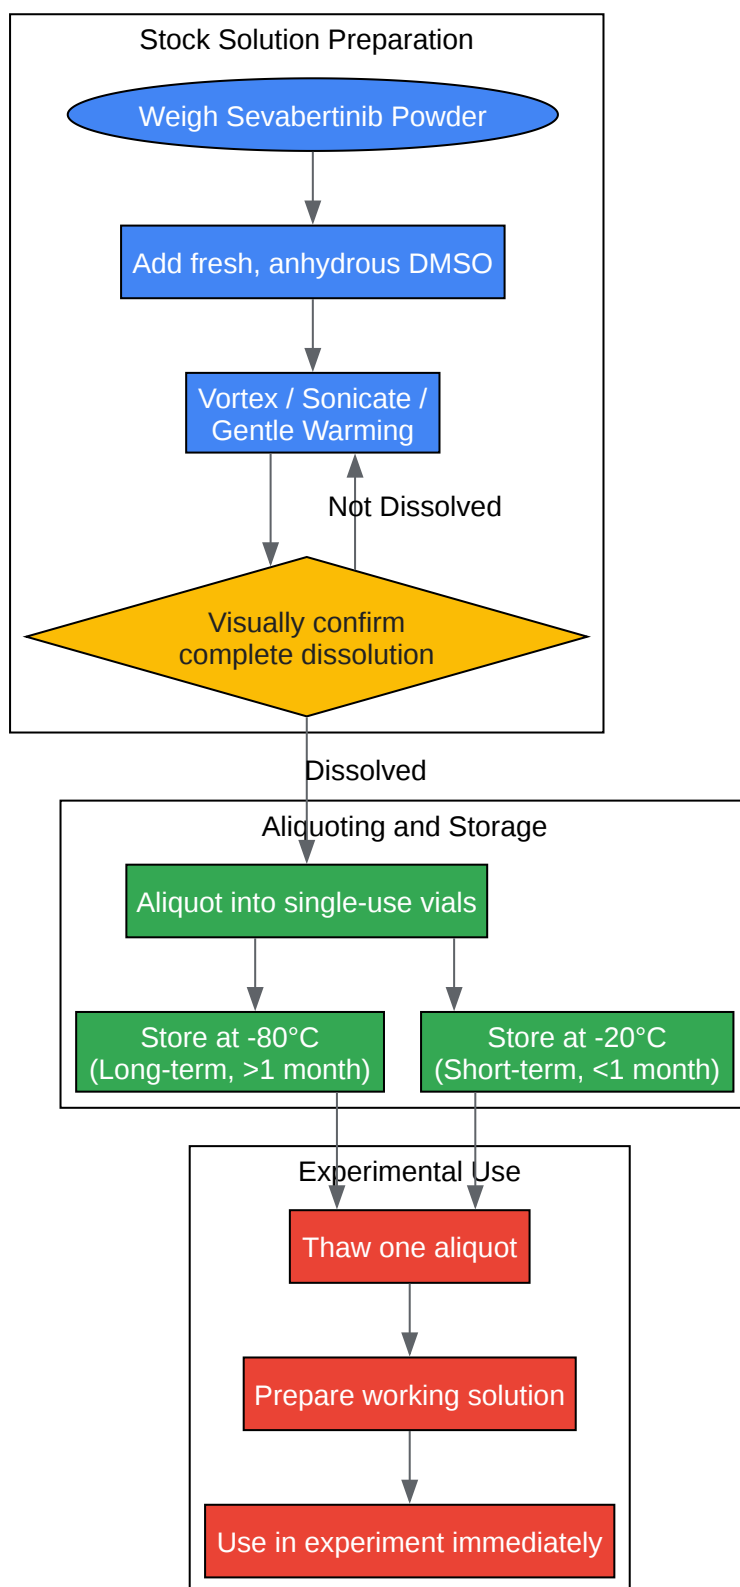 Stock Solution Preparation
Weigh Sevabertinib Powder
Add fresh, anhydrous DMSO
Vortex / Sonicate /
Gentle Warming
Not Dissolved
Visually confirm
complete dissolution
Dissolved
Aliquoting and Storage
Aliquot into single-use vials
Store at -80°C
(Long-term, >1 month)
Store at -20°C
(Short-term, <1 month)
Experimental Use
Thaw one aliquot
Prepare working solution
Use in experiment immediately